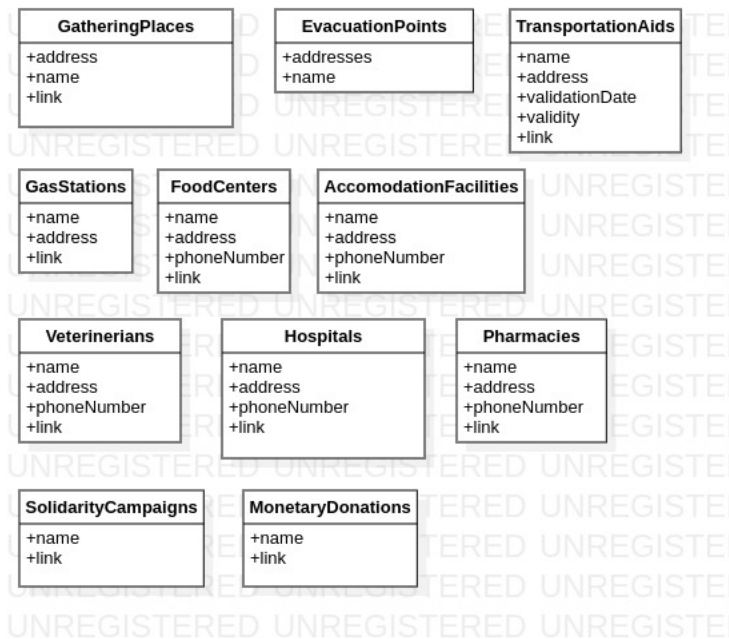 GatheringPlaces
+address
+name
+link
EvacuationPoints
+addresses
+name
TransportationAids
+name
+address
+validationDate
+validity
+link
GasStations
+name
+address
+link
FoodCenters
+name
+address
+phoneNumber
+link
AccomodationFacilities
+name
+address
+phoneNumber
+link
Veterinerians
+name
+address
+phoneNumber
+link
Hospitals
+name
+address
+phoneNumber
+link
Pharmacies
+name
+address
+phoneNumber
+link
SolidarityCampaigns
+name
+link
MonetaryDonations
+name
+link
UNREGISTERED